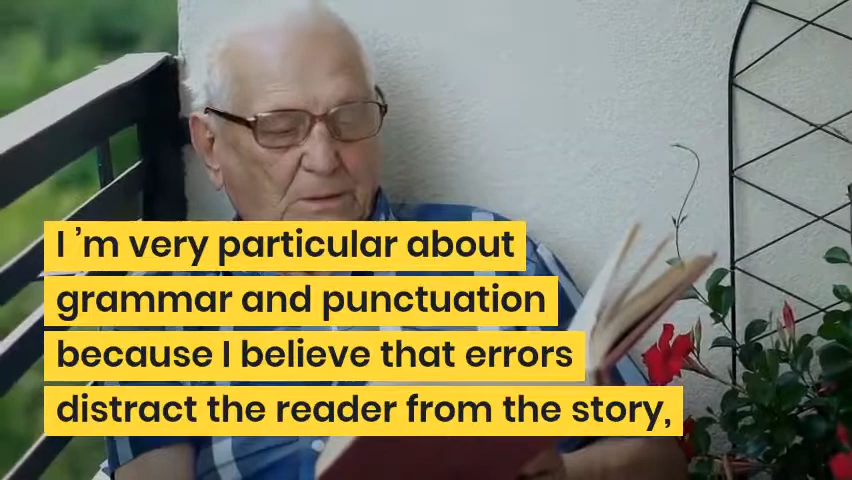 I ’m very particular about
grammar and punctuation
because I believe that errors
distract the reader from the story,